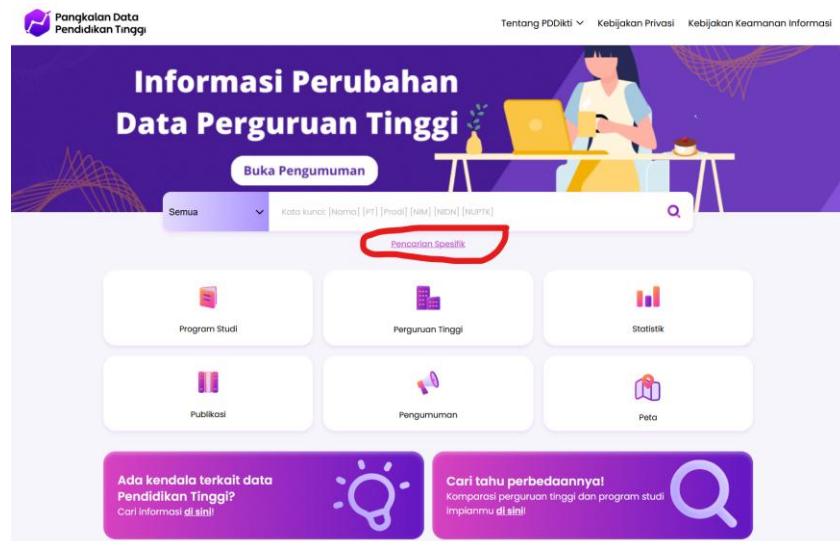 Pangkalan Data
Pendidikan Tinggi
Tentang PDDikti
Kebijakan Privasi
Kebijakan Keamanan Informasi
Informasi Perubahan
Data Perguruan Tinggi
Buka Pengumuman
Semua
Kata kunci: [Nama] [PT] [Prodi] [NIM] [NIDN] [NUPTK]
Pencarian Spesifik
Program Studi
Perguruan Tinggi
Statistik
Publikasi
Pengumuman
Peta
Ada kendala terkait data
Pendidikan Tinggi?
Cari informasi di sini!
Cari tahu perbedaannya!
Komparasi perguruan tinggi dan program studi
impianmu di sini!